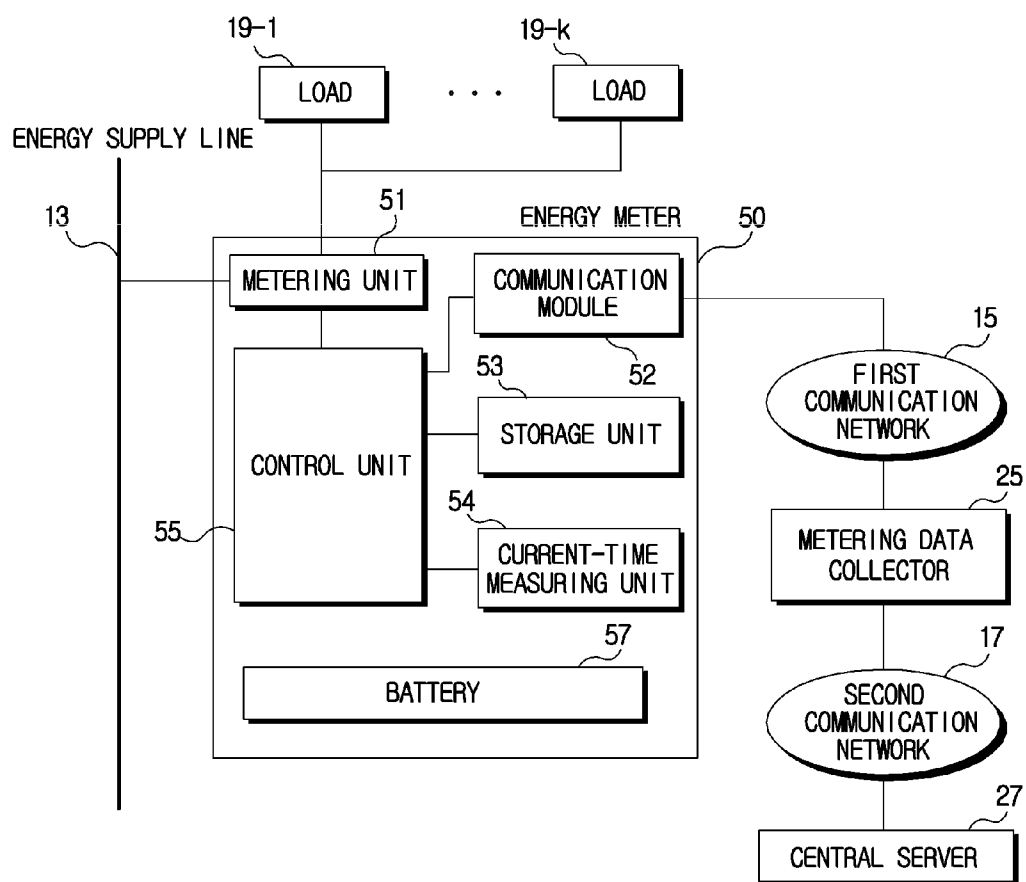 19-1
19-k
LOAD
. . .
LOAD
ENERGY SUPPLY LINE
13
51
ENERGY METER
50
METERING UNIT
COMMUNICATION
MODULE
52
15
FIRST
COMMUNICATION
NETWORK
53
STORAGE UNIT
CONTROL UNIT
55
54
CURRENT-TIME
MEASURING UNIT
25
METERING DATA
COLLECTOR
57
BATTERY
17
SECOND
COMMUNICATION
NETWORK
27
CENTRAL SERVER